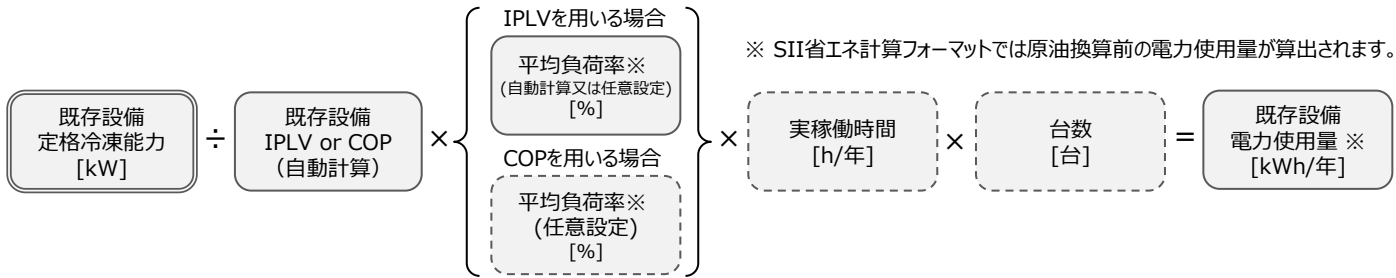 IPLVを用いる場合
平均負荷率※
(自動計算又は任意設定)
[%]
※ SII省エネ計算フォーマットでは原油換算前の電力使用量が算出されます。
既存設備
定格冷凍能力
[kW]
÷
既存設備
IPLV or COP
（自動計算）
×
COPを用いる場合
平均負荷率※
(任意設定)
[%]
×
実稼働時間
[h/年]
×
台数
[台]
=
既存設備
電力使用量 ※
[kWh/年]